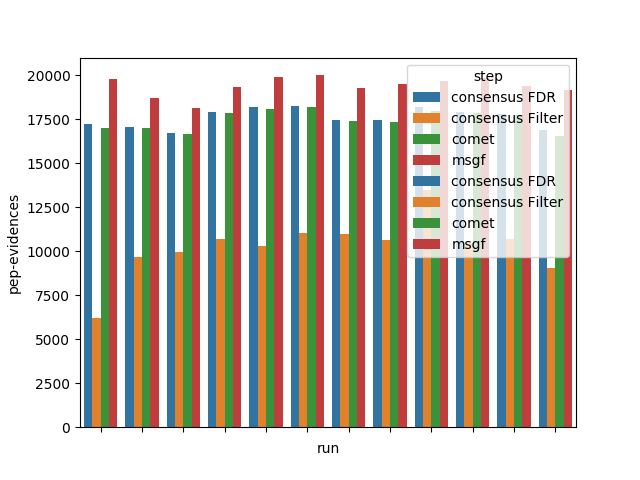 20000
17500
15000
12500
10000
7500
5000
2500
0
pep-evidences
run
step
consensus FDR
consensus Filter
comet
msgf
consensus FDR
consensus Filter
comet
msgf